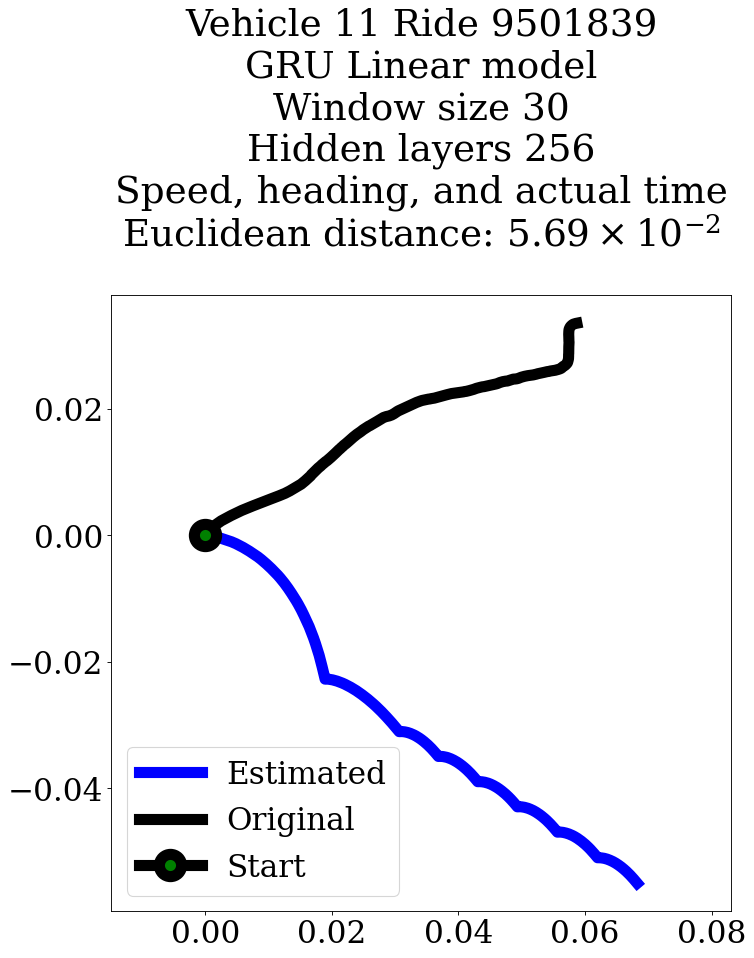 Vehicle 11 Ride 9501839
GRU Linear model
Window size 30
Hidden layers 256
Speed, heading, and actual time
Euclidean distance: 5.69 × 10⁻²
0.02
0.00
−0.02
−0.04
Estimated
Original
Start
0.00 0.02 0.04 0.06 0.08